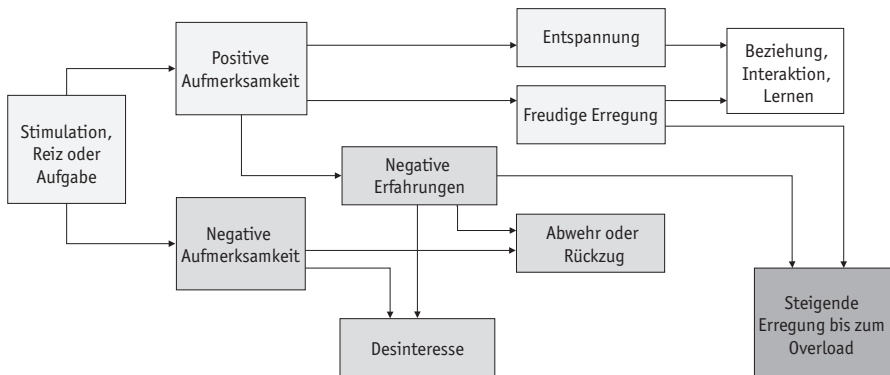 Positive
Aufmerksamkeit
Entspannung
Beziehung,
Interaktion,
Lernen
Stimulation,
Reiz oder
Aufgabe
Freudige Erregung
Negative
Erfahrungen
Negative
Aufmerksamkeit
Abwehr oder
Rückzug
Desinteresse
Steigende
Erregung bis zum
Overload